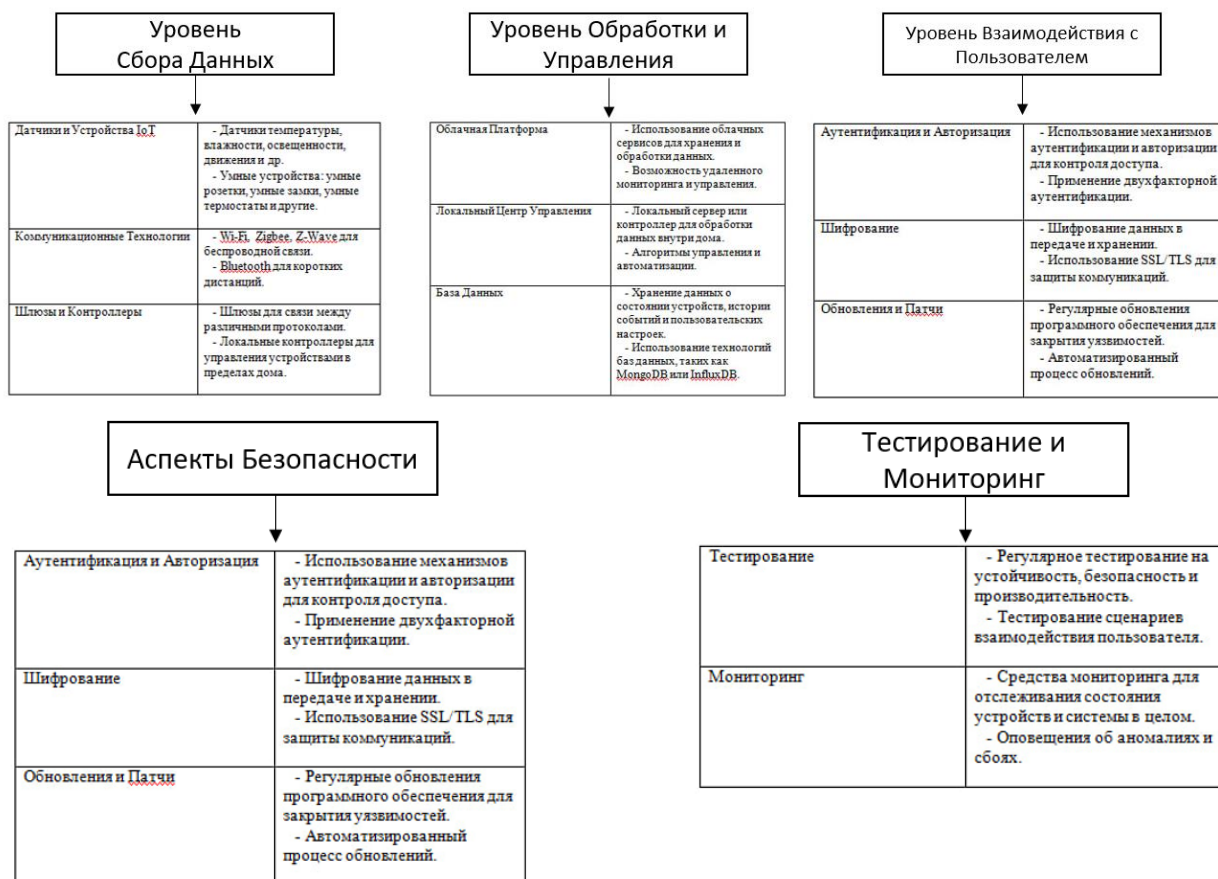 Уровень
Сбора Данных
Датчики и Устройства IoT
- Датчики температуры,
влажности, освещенности,
движения и др.
- Умные устройства: умные
розетки, умные замки, умные
термостаты и другие.
Коммуникационные Технологии
- Wi-Fi, Zigbee, Z-Wave для
беспроводной связи.
- Bluetooth для коротких
дистанций.
Шлюзы и Контроллеры
- Шлюзы для связи между
различными протоколами.
- Локальные контроллеры для
управления устройствами в
пределах дома.
Уровень Обработки и
Управления
Облачная Платформа
- Использование облачных
сервисов для хранения и
обработки данных.
- Возможность удаленного
мониторинга и управления.
Локальный Центр Управления
- Локальный сервер или
контроллер для обработки
данных внутри дома.
- Алгоритмы управления и
автоматизации.
База Данных
- Хранение данных о
состоянии устройств, истории
событий и пользовательских
настроек.
- Использование технологий
баз данных, таких как
MongoDB или InfluxDB.
Уровень Взаимодействия с
Пользователем
Аутентификация и Авторизация
- Использование механизмов
аутентификации и авторизации
для контроля доступа.
- Применение двухфакторной
аутентификации.
Шифрование
- Шифрование данных в
передаче и хранении.
- Использование SSL/TLS для
защиты коммуникаций.
Обновления и Патчи
- Регулярные обновления
программного обеспечения для
закрытия уязвимостей.
- Автоматизированный
процесс обновлений.
Аспекты Безопасности
Аутентификация и Авторизация
- Использование механизмов
аутентификации и авторизации
для контроля доступа.
- Применение двухфакторной
аутентификации.
Шифрование
- Шифрование данных в
передаче и хранении.
- Использование SSL/TLS для
защиты коммуникаций.
Обновления и Патчи
- Регулярные обновления
программного обеспечения для
закрытия уязвимостей.
- Автоматизированный
процесс обновлений.
Тестирование и
Мониторинг
Тестирование
- Регулярное тестирование на
устойчивость, безопасность и
производительность.
- Тестирование сценариев
взаимодействия пользователя.
Мониторинг
- Средства мониторинга для
отслеживания состояния
устройств и системы в целом.
- Оповещения об аномалиях и
сбоях.